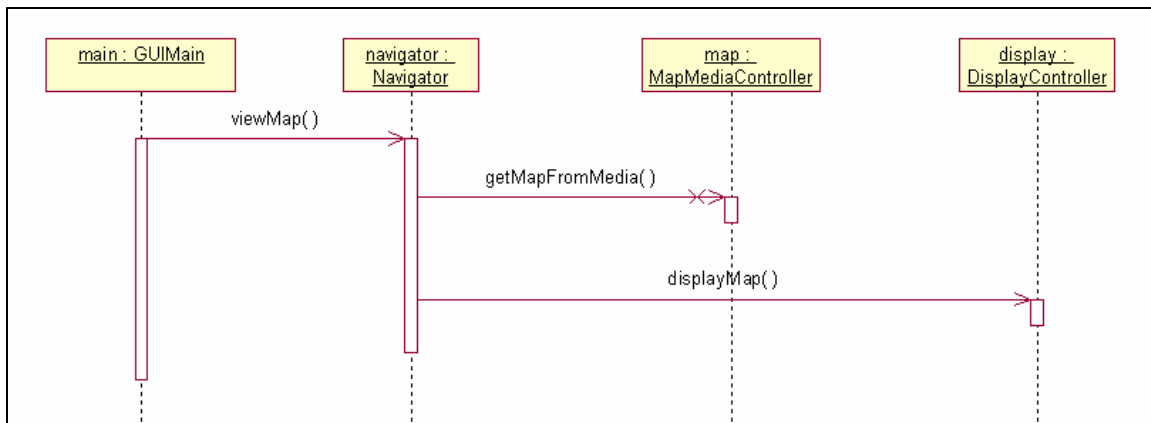 main : GUIMain
navigator :
Navigator
map :
MapMediaController
display :
DisplayController
viewMap( )
getMapFromMedia( )
displayMap( )